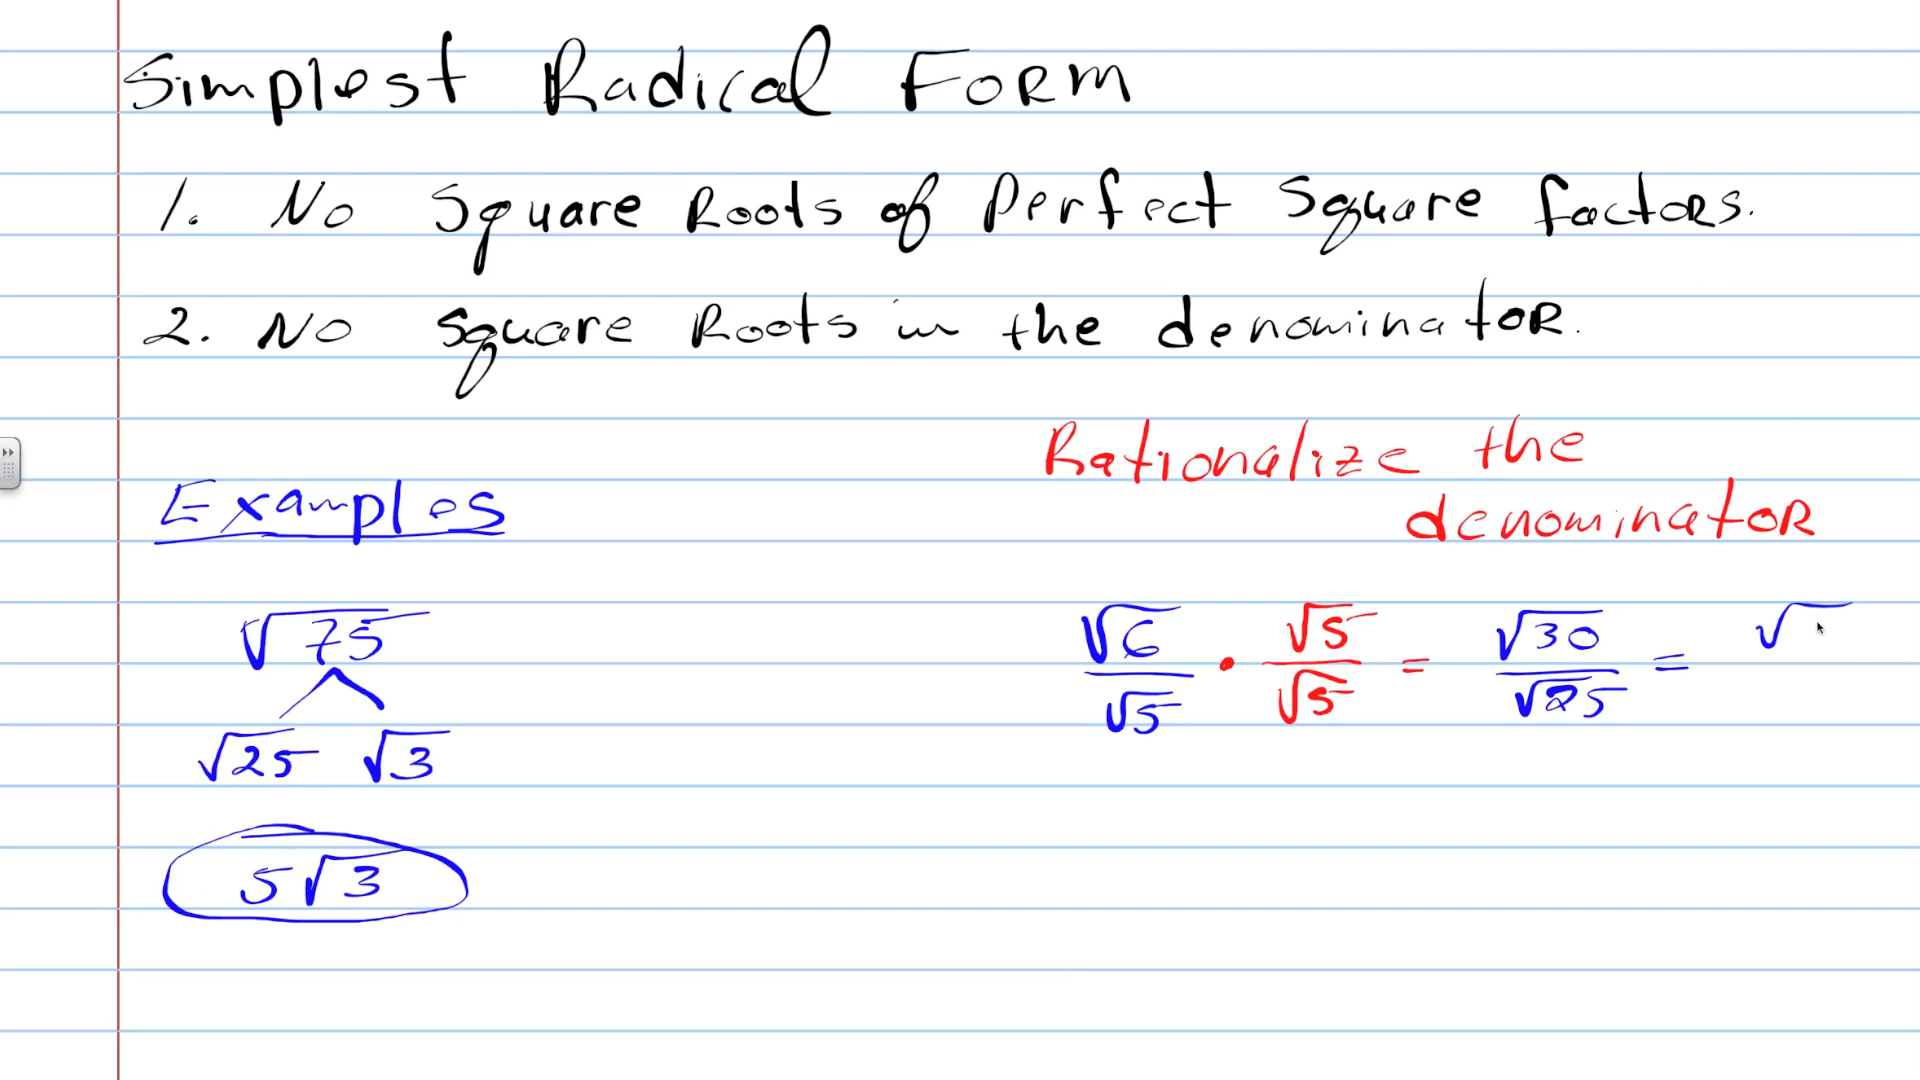 Simplest Radical Form
1. No Square Roots of Perfect Square factors.
2. No square Roots in the denominator.
Rationalize the
denominator
Examples
√75
√25 √3
5√3
√6/√5 • √5/√5 = √30/√25 = √